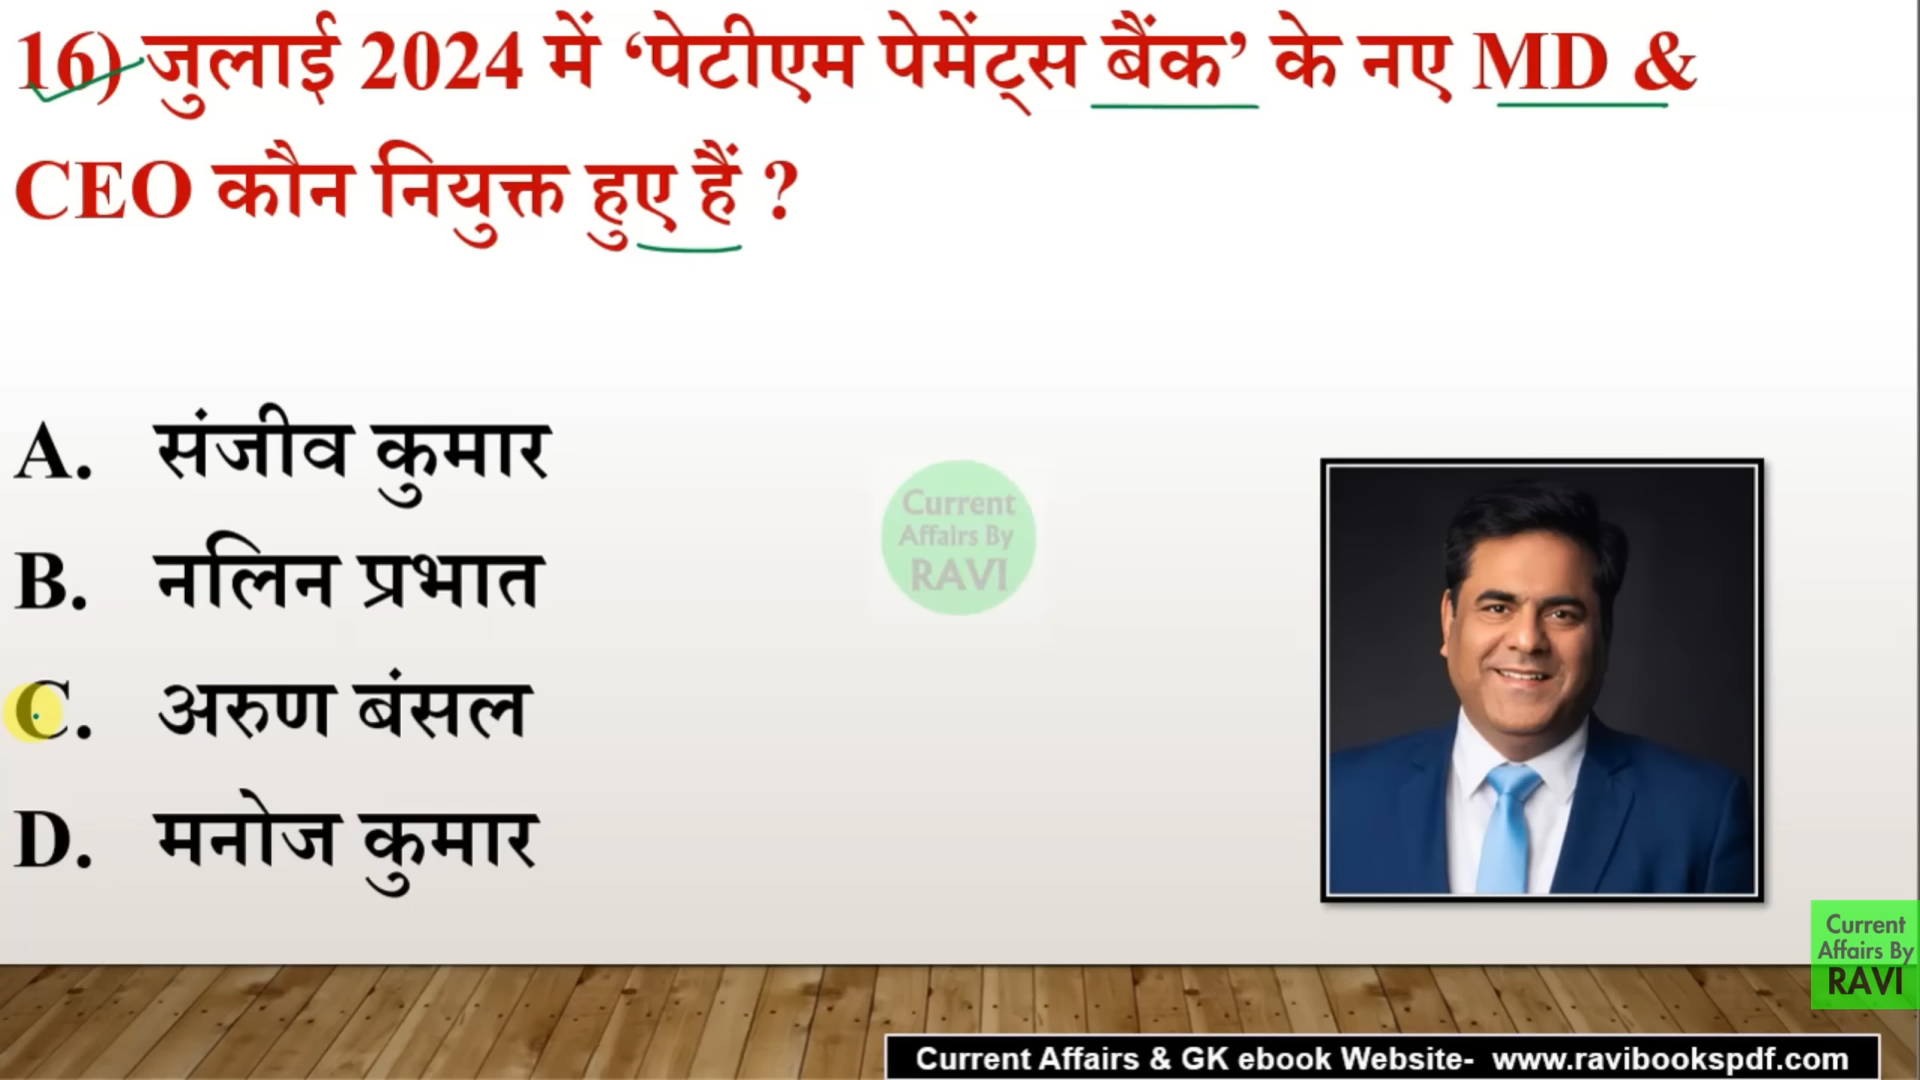 16) जुलाई 2024 में ‘पेटीएम पेमेंट्स बैंक’ के नए MD &
CEO कौन नियुक्त हुए हैं ?
A. संजीव कुमार
B. नलिन प्रभात
C. अरुण बंसल
D. मनोज कुमार
Current
Affairs By
RAVI
Current
Affairs By
RAVI
Current Affairs & GK ebook Website- www.ravibookspdf.com